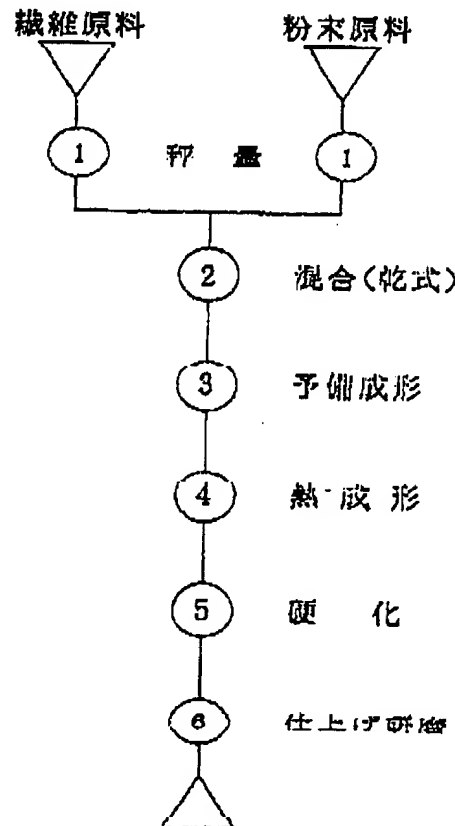 繊維原料 粉末原料
1 秤量 1
2 混合(乾式)
3 予備成形
4 熱成形
5 硬化
6 仕上げ研磨